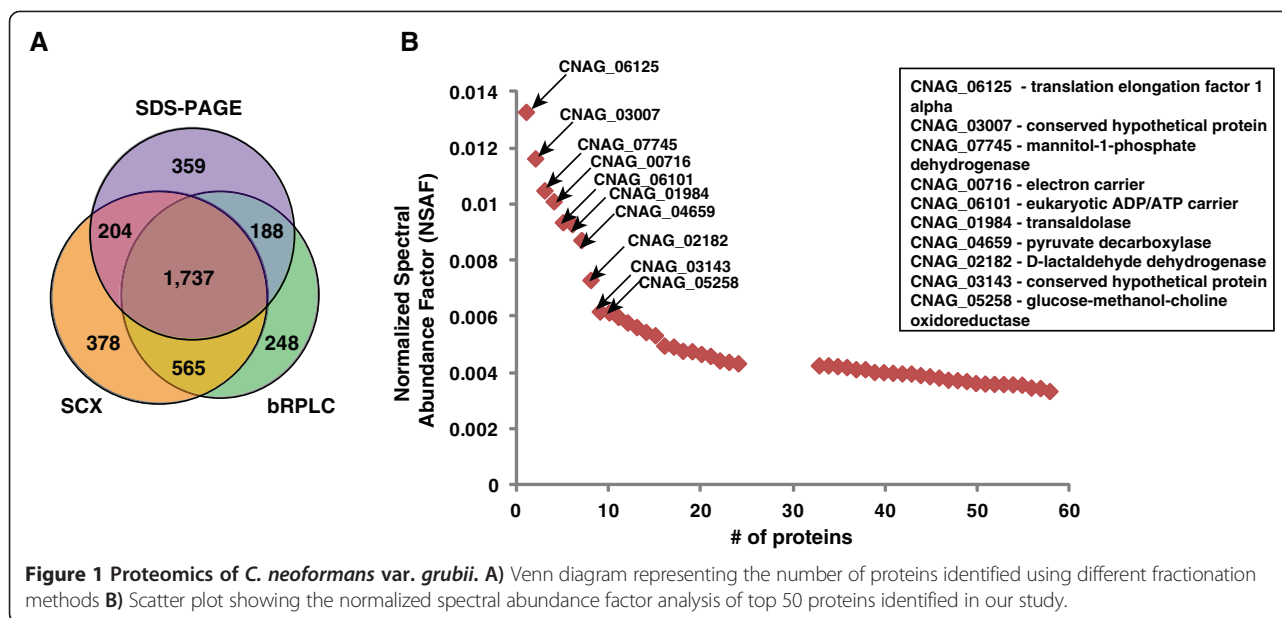 A
SDS-PAGE
359
204
188
1,737
378
565
248
SCX
bRPLC
B
Normalized Spectral
Abundance Factor (NSAF)
0.014
0.012
0.01
0.008
0.006
0.004
0.002
0
0
10
20
30
40
50
60
# of proteins
CNAG_06125
CNAG_03007
CNAG_07745
CNAG_00716
CNAG_06101
CNAG_01984
CNAG_04659
CNAG_02182
CNAG_03143
CNAG_05258
CNAG_06125 - translation elongation factor 1
alpha
CNAG_03007 - conserved hypothetical protein
CNAG_07745 - mannitol-1-phosphate
dehydrogenase
CNAG_00716 - electron carrier
CNAG_06101 - eukaryotic ADP/ATP carrier
CNAG_01984 - transaldolase
CNAG_04659 - pyruvate decarboxylase
CNAG_02182 - D-lactaldehyde dehydrogenase
CNAG_03143 - conserved hypothetical protein
CNAG_05258 - glucose-methanol-choline
oxidoreductase
Figure 1 Proteomics of C. neoformans var. grubii. A) Venn diagram representing the number of proteins identified using different fractionation
methods B) Scatter plot showing the normalized spectral abundance factor analysis of top 50 proteins identified in our study.